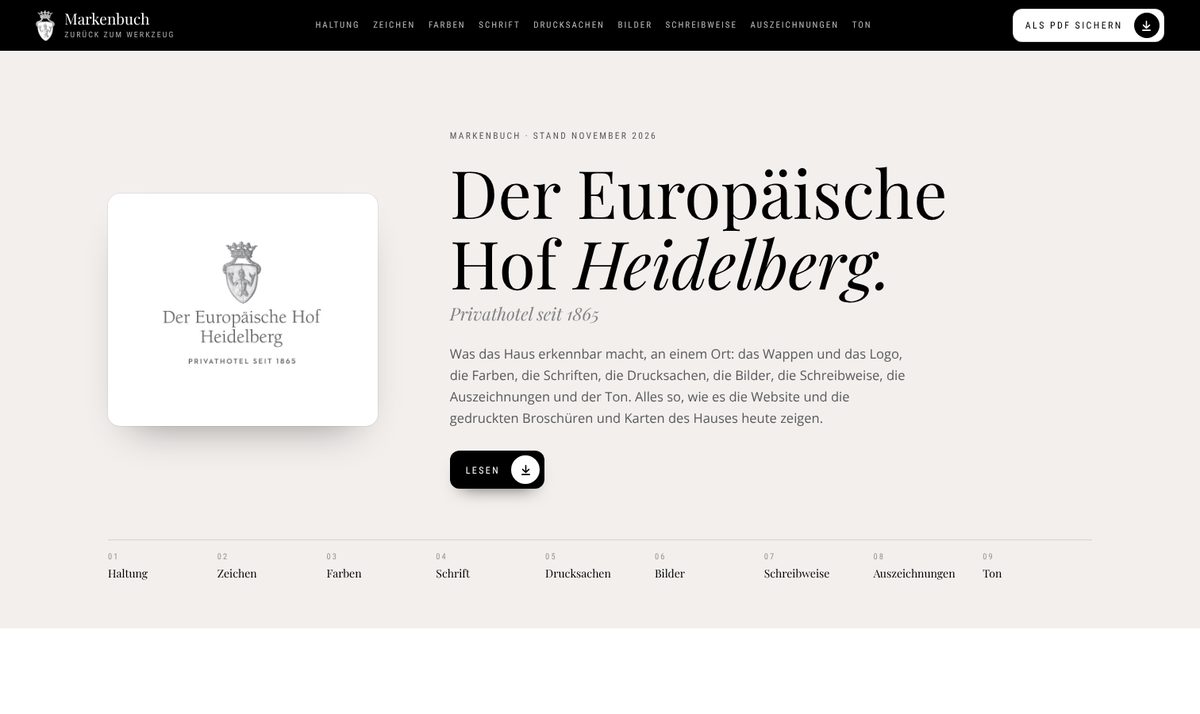 Markenbuch
ZURÜCK ZUM WERKZEUG
HALTUNG ZEICHEN FARBEN SCHRIFT DRUCKSACHEN BILDER SCHREIBWEISE AUSZEICHNUNGEN TON
ALS PDF SICHERN
MARKENBUCH · STAND NOVEMBER 2026
Der Europäische
Hof Heidelberg.
Privathotel seit 1865
Der Europäische Hof
Heidelberg
PRIVATHOTEL SEIT 1865
Was das Haus erkennbar macht, an einem Ort: das Wappen und das Logo,
die Farben, die Schriften, die Drucksachen, die Bilder, die Schreibweise, die
Auszeichnungen und der Ton. Alles so, wie es die Website und die
gedruckten Broschüren und Karten des Hauses heute zeigen.
LESEN
01 02 03 04 05 06 07 08 09
Haltung Zeichen Farben Schrift Drucksachen Bilder Schreibweise Auszeichnungen Ton